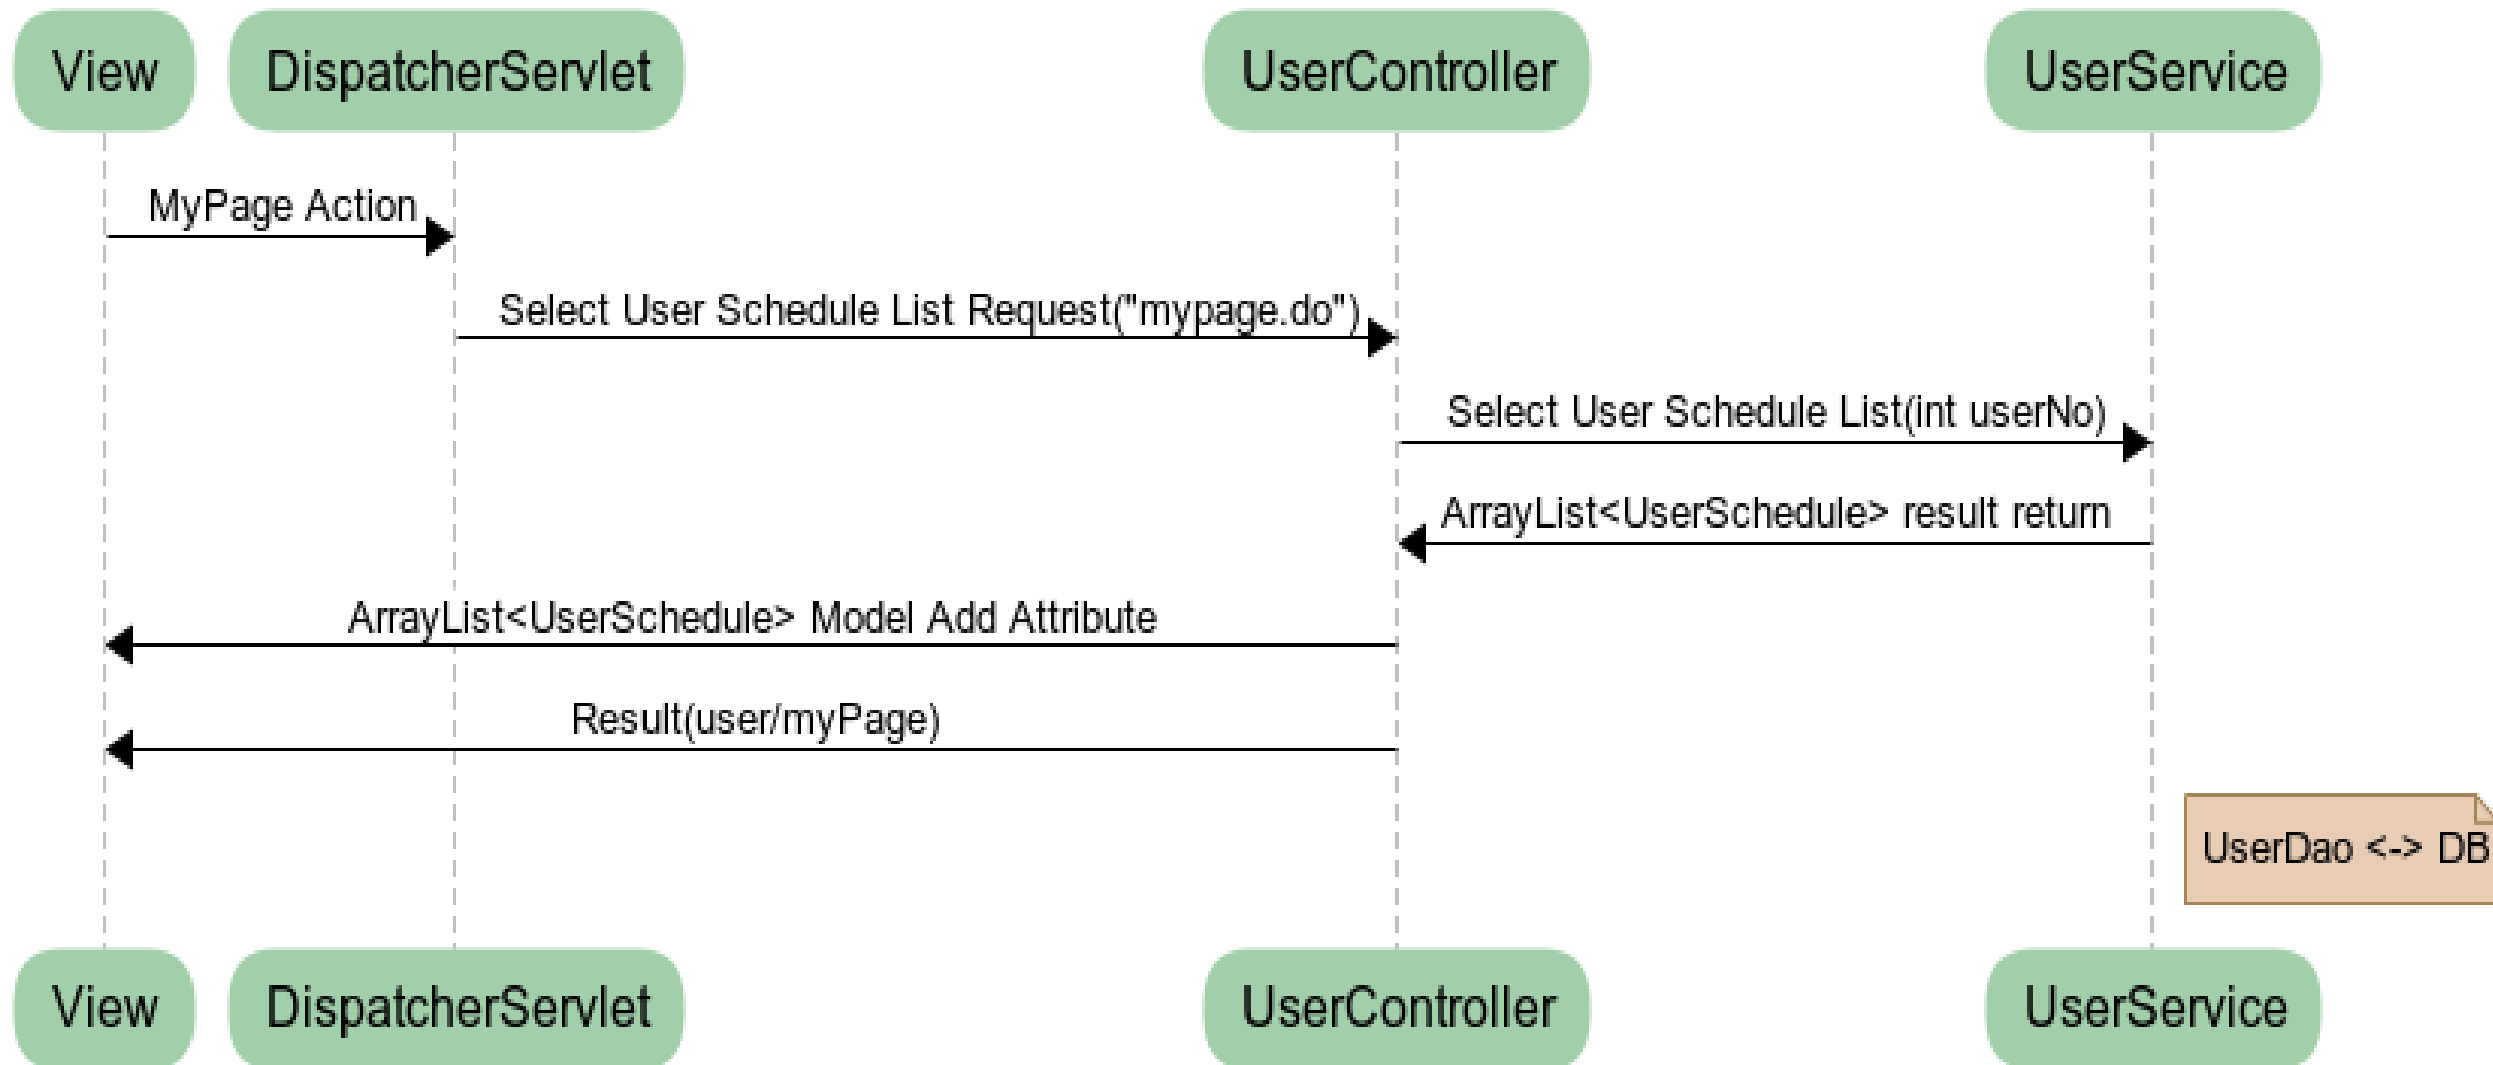 View
DispatcherServlet
UserController
UserService
MyPage Action
Select User Schedule List Request("mypage.do")
Select User Schedule List(int userNo)
ArrayList<UserSchedule> result return
ArrayList<UserSchedule> Model Add Attribute
Result(user/myPage)
UserDao <-> DB
View
DispatcherServlet
UserController
UserService